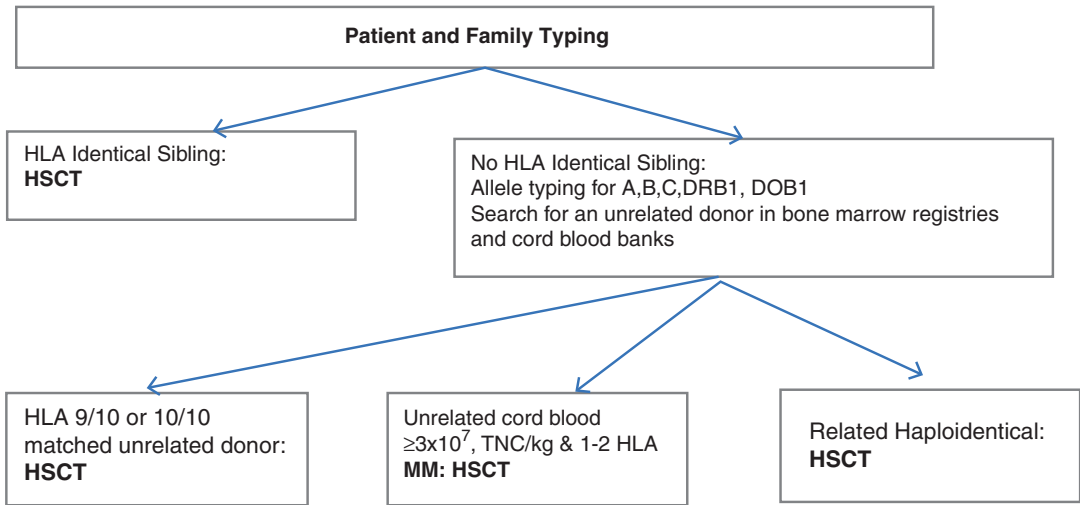 Patient and Family Typing
HLA Identical Sibling:
HSCT
No HLA Identical Sibling:
Allele typing for A,B,C,DRB1, DOB1
Search for an unrelated donor in bone marrow registries
and cord blood banks
HLA 9/10 or 10/10
matched unrelated donor:
HSCT
Unrelated cord blood
≥3x10⁷, TNC/kg & 1-2 HLA
MM: HSCT
Related Haploidentical:
HSCT